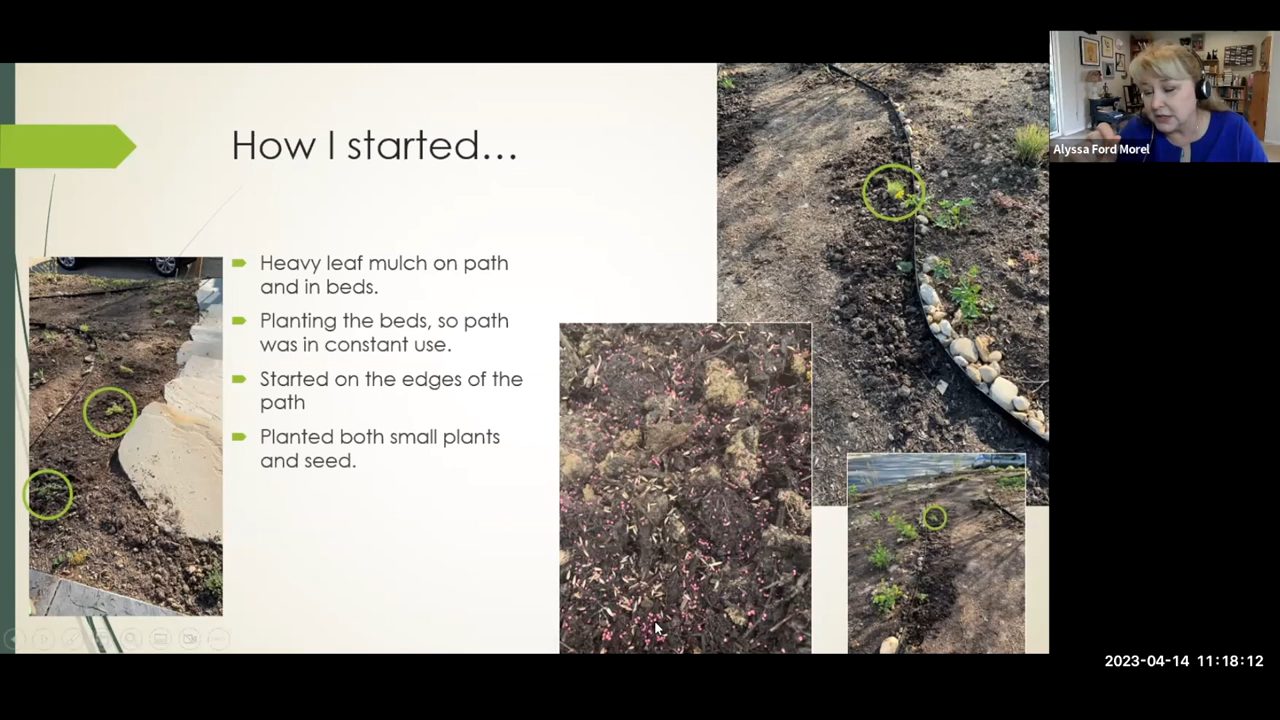 How I started...
Heavy leaf mulch on path
and in beds.
Planting the beds, so path
was in constant use.
Started on the edges of the
path
Planted both small plants
and seed.
Alyssa Ford Morel
2023-04-14 11:18:12